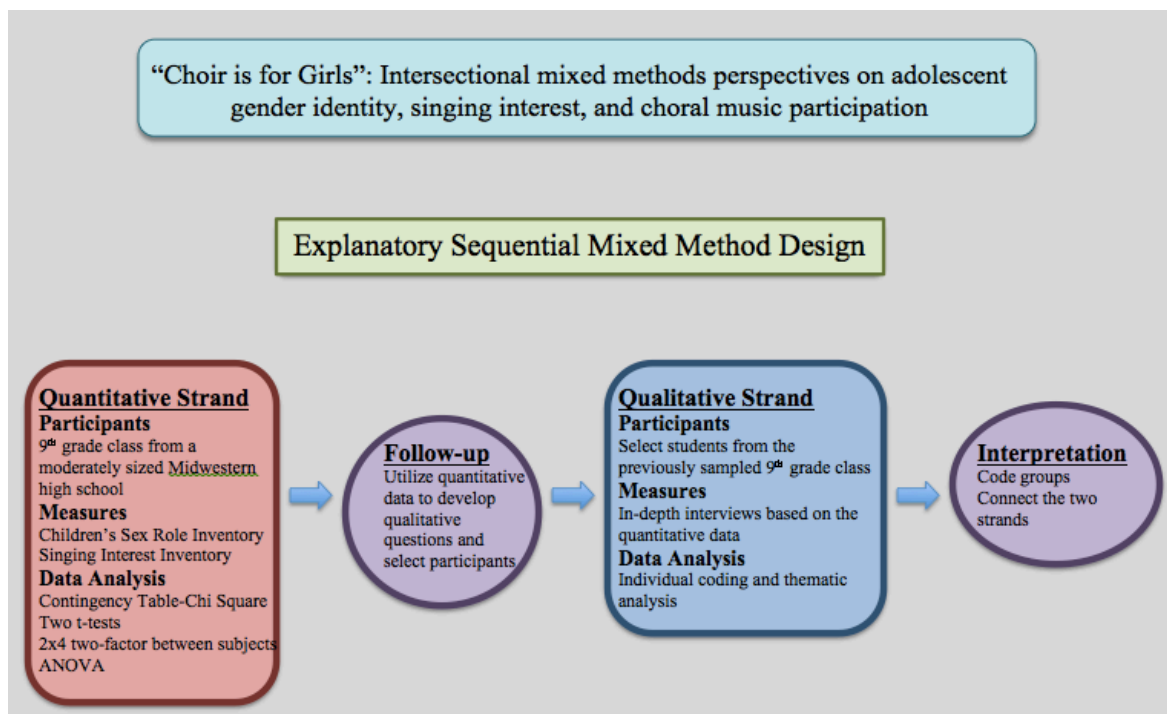 “Choir is for Girls”: Intersectional mixed methods perspectives on adolescent
gender identity, singing interest, and choral music participation
Explanatory Sequential Mixed Method Design
Quantitative Strand
Participants
9th grade class from a
moderately sized Midwestern
high school
Measures
Children’s Sex Role Inventory
Singing Interest Inventory
Data Analysis
Contingency Table-Chi Square
Two t-tests
2x4 two-factor between subjects
ANOVA
Follow-up
Utilize quantitative
data to develop
qualitative
questions and
select participants
Qualitative Strand
Participants
Select students from the
previously sampled 9th grade class
Measures
In-depth interviews based on the
quantitative data
Data Analysis
Individual coding and thematic
analysis
Interpretation
Code groups
Connect the two
strands